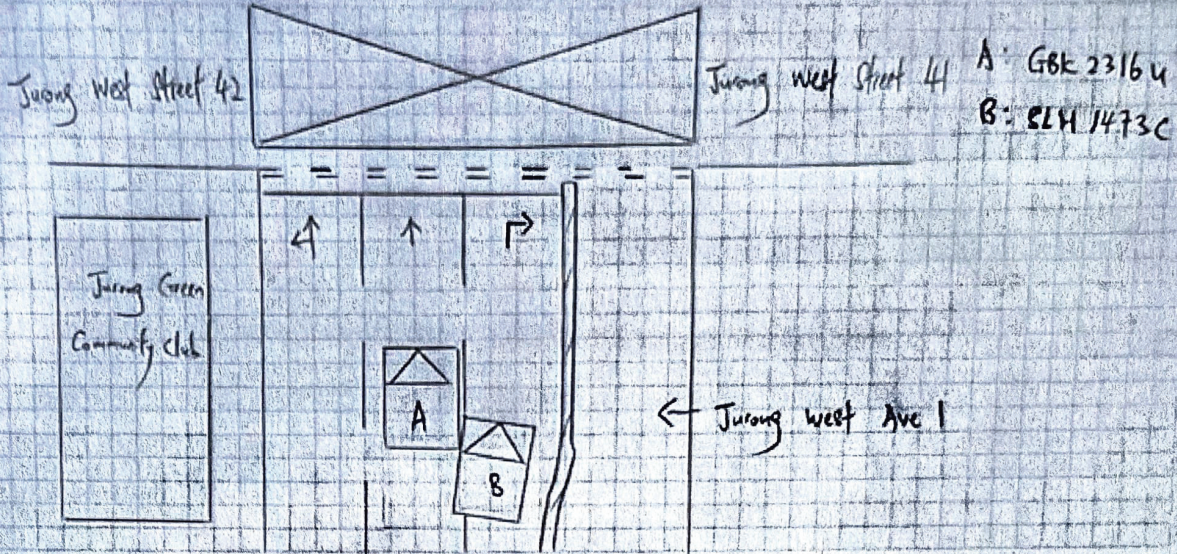 Jurong West Street 42
Jurong West Street 41
A: GBK 2316U
B: SLH 1473C
Jurong Green
Community Club
A
B
← Jurong West Ave 1